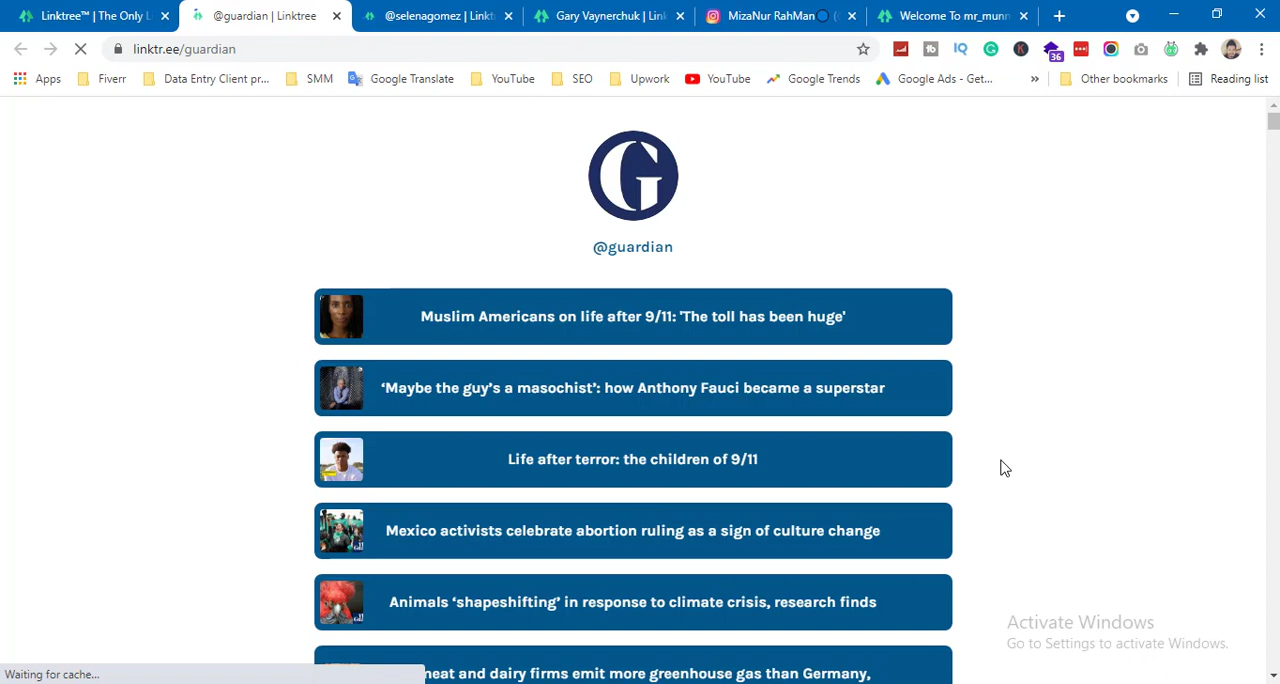 Linktree™ | The Only L
@guardian | Linktree
@selenagomez | Linkt
Gary Vaynerchuk | Link
MizaNur RahMan
Welcome To mr_munn
linktr.ee/guardian
36
Apps
Fiverr
Data Entry Client pr...
SMM
Google Translate
YouTube
SEO
Upwork
YouTube
Google Trends
Google Ads - Get...
»
Other bookmarks
Reading list
G
@guardian
Muslim Americans on life after 9/11: 'The toll has been huge'
‘Maybe the guy’s a masochist’: how Anthony Fauci became a superstar
Life after terror: the children of 9/11
Mexico activists celebrate abortion ruling as a sign of culture change
Animals ‘shapeshifting’ in response to climate crisis, research finds
meat and dairy firms emit more greenhouse gas than Germany,
Activate Windows
Go to Settings to activate Windows.
Waiting for cache...